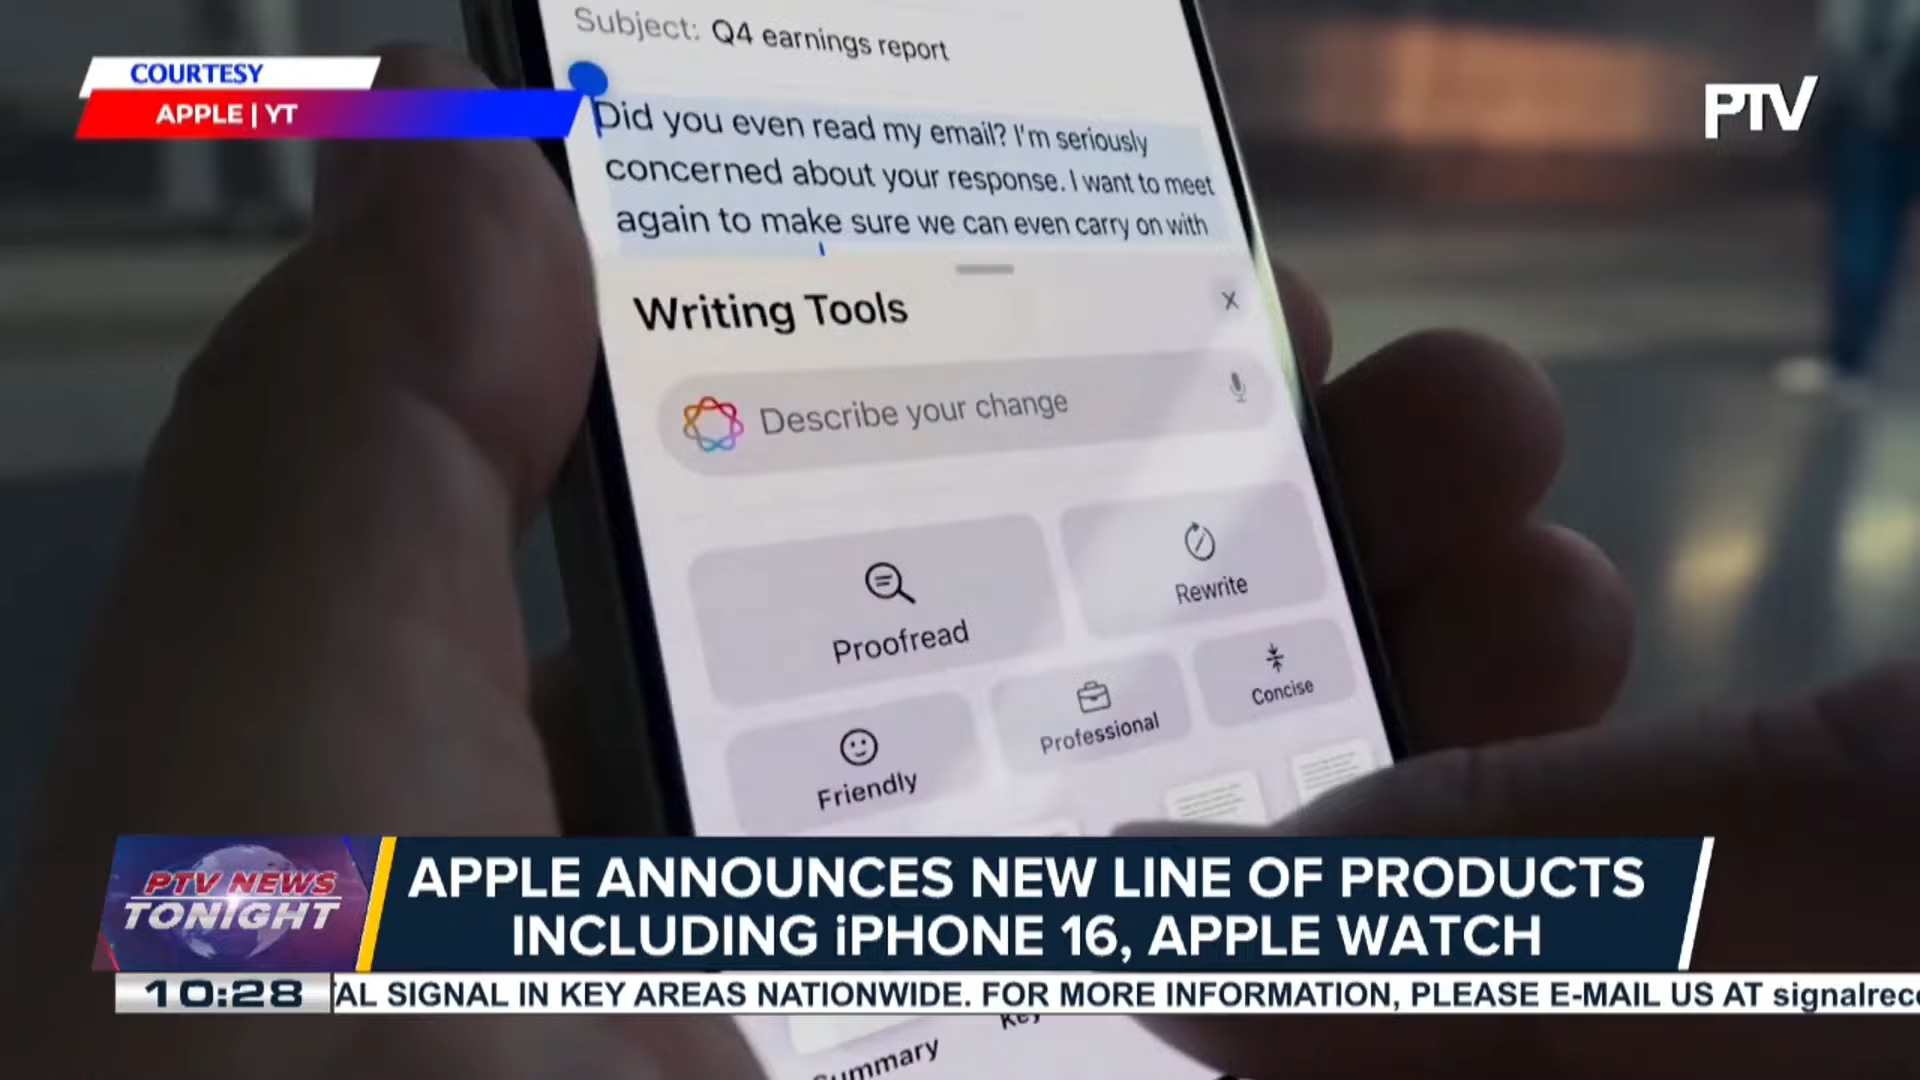 Subject: Q4 earnings report
COURTESY
APPLE | YT
PTV
Did you even read my email? I'm seriously
concerned about your response. I want to meet
again to make sure we can even carry on with
Writing Tools
Describe your change
Proofread
Rewrite
Friendly
Professional
Concise
PTV NEWS
TONIGHT
APPLE ANNOUNCES NEW LINE OF PRODUCTS
INCLUDING iPHONE 16, APPLE WATCH
10:28
AL SIGNAL IN KEY AREAS NATIONWIDE. FOR MORE INFORMATION, PLEASE E-MAIL US AT signalrec
Key
Summary